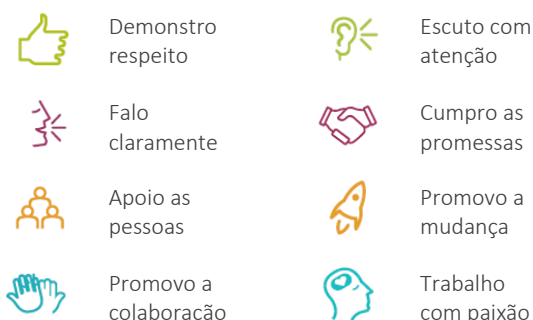 Demonstro
respeito
Escuto com
atenção
Falo
claramente
Cumpro as
promessas
Apoio as
pessoas
Promovo a
mudança
Promovo a
colaboração
Trabalho
com paixão